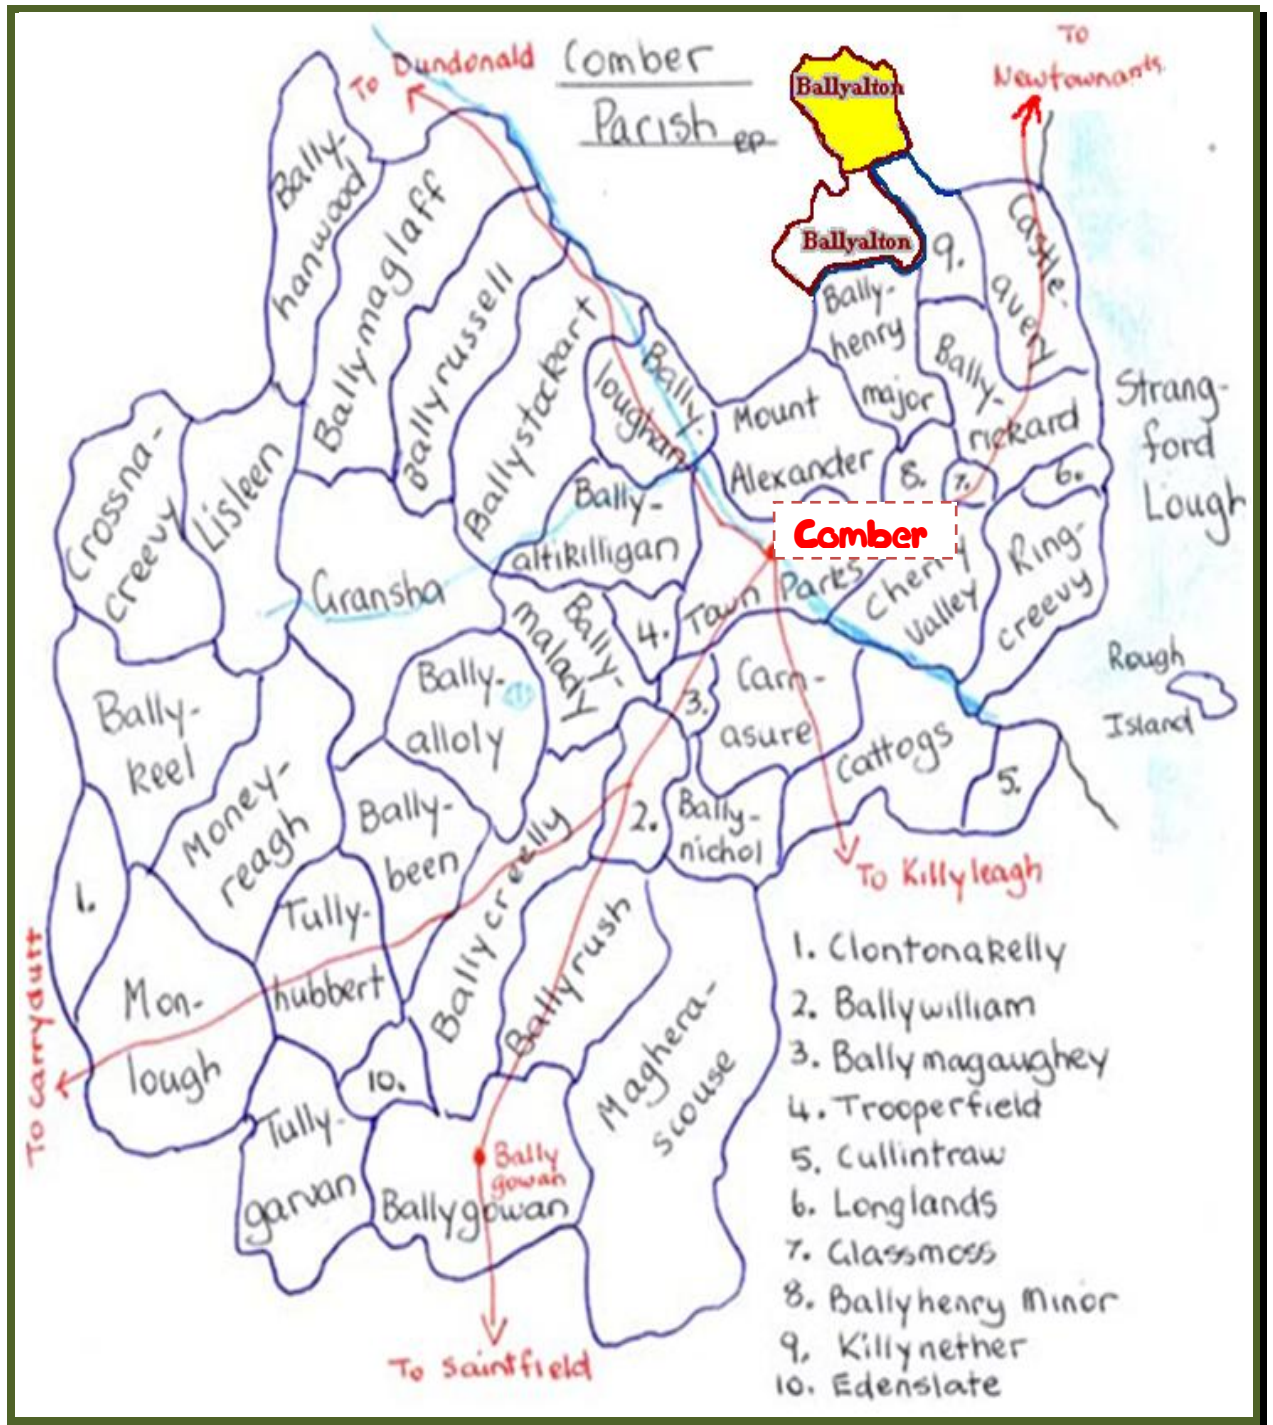 To Dundonald
Comber
Parish
EP
To
Newtownards
Ballyalton
Ballyalton
Bally-
hanwood
Ballymaglaff
Ballyrussell
Ballystockart
Bally-
loughan
Bally-
henry
major
9.
Castle-
avery
Bally-
rickard
Mount
Alexander
8.
7.
6.
Strang-
ford
Lough
Crossna-
creevy
Lisleen
Gransha
Bally-
altikilligan
Comber
Town Parks
Cherry
Valley
Ring-
creevy
Bally-
malady
4.
Rough
Island
Bally-
keel
Money-
reagh
Bally-
alloly
3.
Carn-
asure
Cattogs
5.
Bally-
been
2.
Bally-
nichol
To Killyleagh
1.
Tully-
hubbert
Ballycreelly
Ballyrush
Maghera-
scouse
Mon-
lough
To Carryduff
10.
Tully-
garvan
Bally
gowan
Ballygowan
To Saintfield
1. Clontonakelly
2. Ballywilliam
3. Ballymagaughey
4. Trooperfield
5. Cullintraw
6. Longlands
7. Glassmoss
8. Ballyhenry Minor
9. Killynether
10. Edenslate